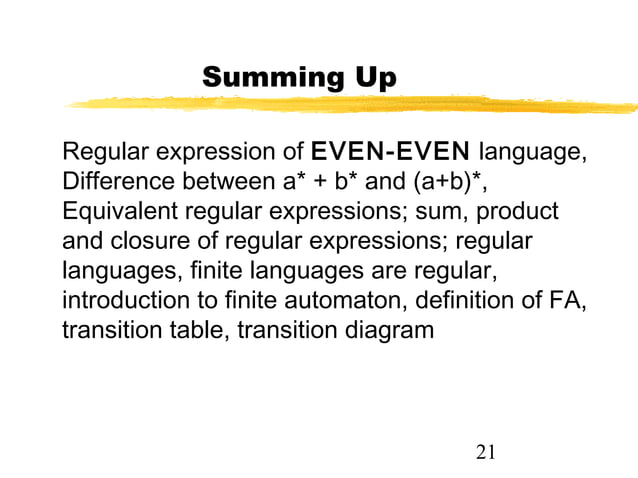 Summing Up
Regular expression of EVEN-EVEN language,
Difference between a* + b* and (a+b)*,
Equivalent regular expressions; sum, product
and closure of regular expressions; regular
languages, finite languages are regular,
introduction to finite automaton, definition of FA,
transition table, transition diagram
21